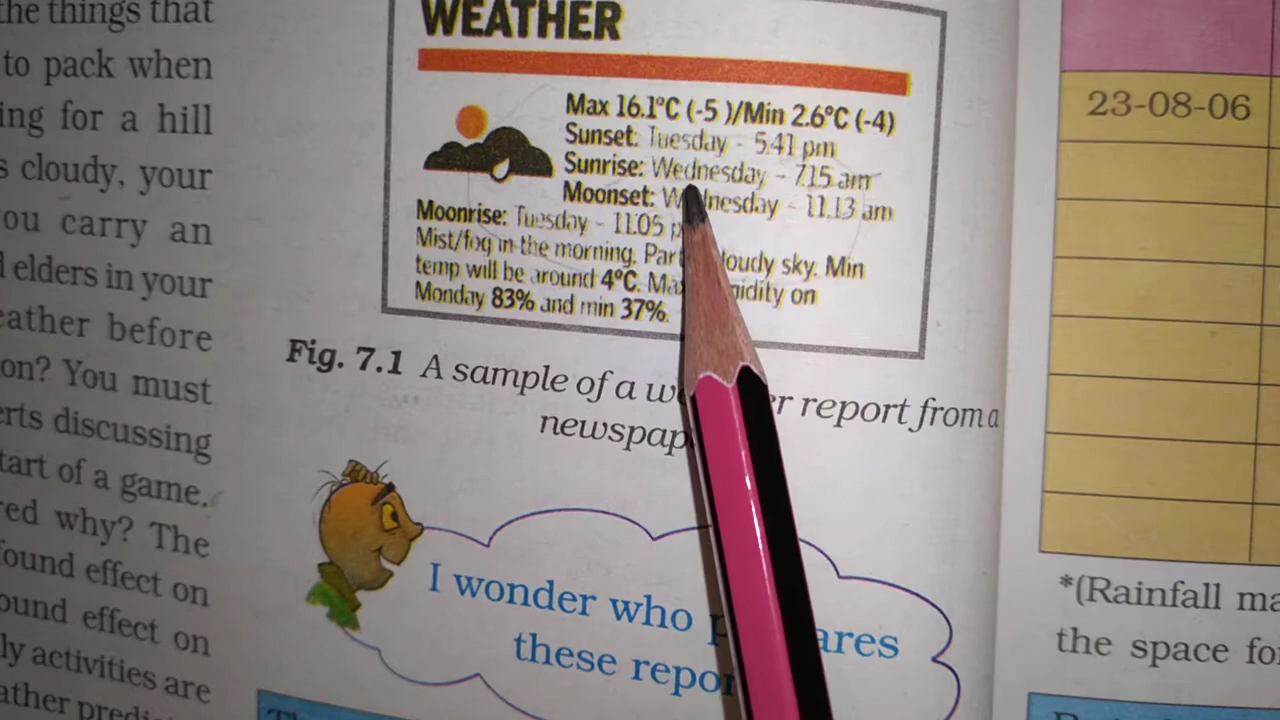 the things that
to pack when
ing for a hill
s cloudy, your
you carry an
elders in your
eather before
on? You must
erts discussing
tart of a game.
red why? The
found effect on
ound effect on
ly activities are
ather
WEATHER
Max 16.1°C (-5 )/Min 2.6°C (-4)
Sunset: Tuesday - 5.41 pm
Sunrise: Wednesday - 7.15 am
Moonset: W nesday - 11.13 am
Moonrise: Tuesday - 11.05 p
Mist/fog in the morning. Par loudy sky. Min
temp will be around 4°C. Ma idity on
Monday 83% and min 37%.
Fig. 7.1 A sample of a we r report from a
newspap
I wonder who p ares
these repor
23-08-06
*(Rainfall ma
the space fo